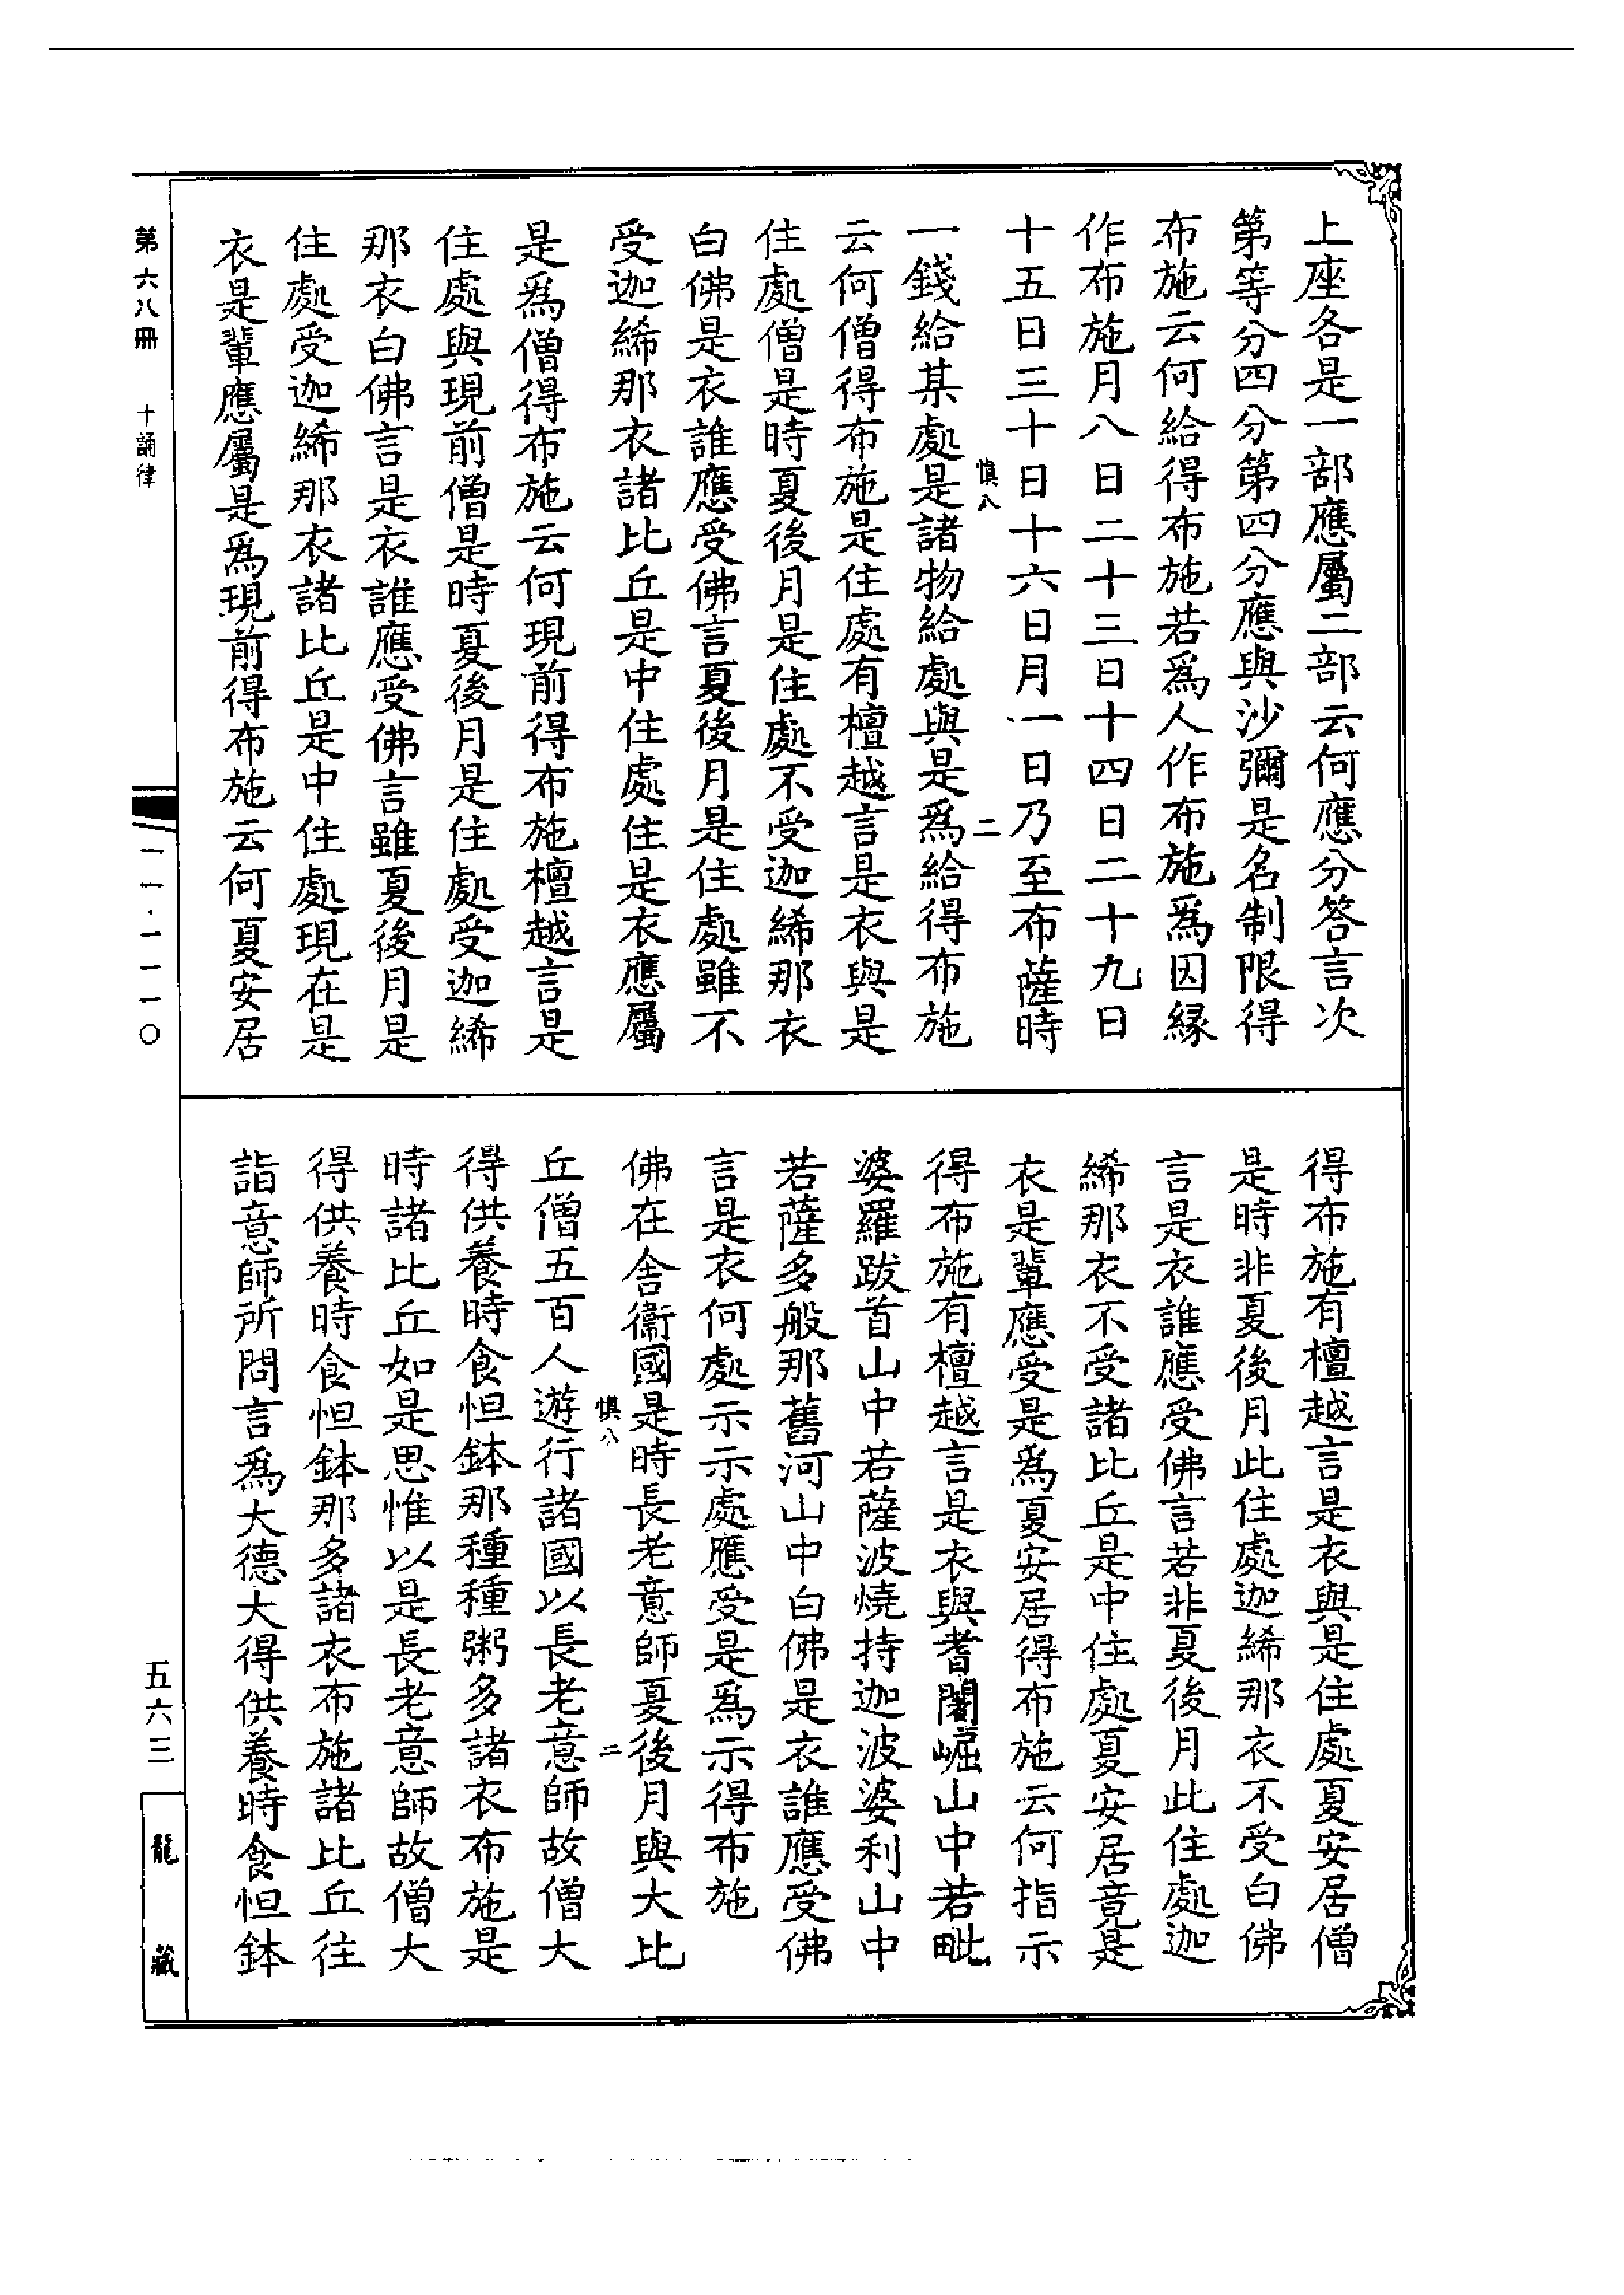 上座各是一部應屬二部云何應分答言次
第等分四分第四分應與沙彌是名制限得
布施云何給得布施若爲人作布施爲因緣
作布施月八日二十三日十四日二十九日
十五日三十日十六日月一日乃至布薩時
慎八 二
一錢給某處是諸物給處與是爲給得布施
云何僧得布施是住處有檀越言是衣與是
住處僧是時夏後月是住處不受迦絺那衣
白佛是衣誰應受佛言夏後月是住處雖不
受迦絺那衣諸比丘是中住處住是衣應屬
是爲僧得布施云何現前得布施檀越言是
住處與現前僧是時夏後月是住處受迦絺
那衣白佛言是衣誰應受佛言雖夏後月是
住處受迦絺那衣諸比丘是中住處現在是
衣是輩應屬是爲現前得布施云何夏安居
得布施有檀越言是衣與是住處夏安居僧
是時非夏後月此住處迦絺那衣不受白佛
言是衣誰應受佛言若非夏後月此住處迦
絺那衣不受諸比丘是中住處夏安居竟是
衣是輩應受是爲夏安居得布施云何指示
得布施有檀越言是衣與耆闍崛山中若毗
婆羅跋首山中若薩波燒持迦波婆利山中
若薩多般那舊河山中白佛是衣誰應受佛
言是衣何處示示處應受是爲示得布施
佛在舍衞國是時長老意師夏後月與大比
慎八 二
丘僧五百人遊行諸國以長老意師故僧大
得供養時食怛鉢那種種粥多諸衣布施是
時諸比丘如是思惟以是長老意師故僧大
得供養時食怛鉢那多諸衣布施諸比丘往
詣意師所問言爲大德大得供養時食怛鉢
第六八冊 十誦律
一一·一一一〇
五六三
龍藏